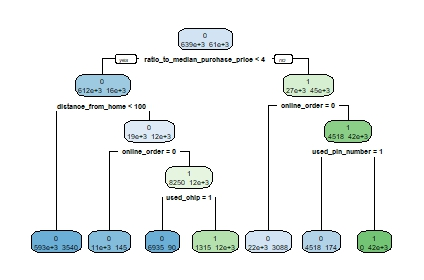 0
639e+3 61e+3
yes ratio_to_median_purchase_price < 4 no
0
612e+3 16e+3
1
27e+3 45e+3
distance_from_home < 100
online_order = 0
0
19e+3 12e+3
1
4518 42e+3
online_order = 0
used_pin_number = 1
1
8250 12e+3
used_chip = 1
0
593e+3 3540
0
11e+3 145
0
6935 90
1
1315 12e+3
0
22e+3 3088
0
4518 174
1
0 42e+3